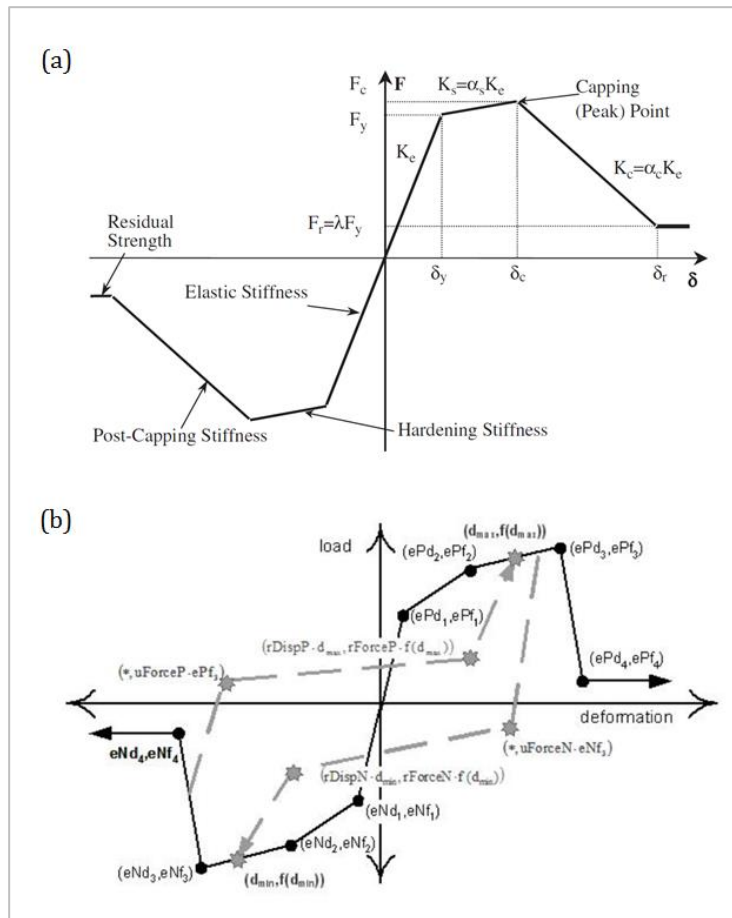 (a)
F_c F K_s=α_sK_e Capping
(Peak) Point
F_y
K_e
K_c=α_cK_e
Residual
Strength
F_r=λF_y
δ_y δ_c δ_r
δ
Elastic Stiffness
Post-Capping Stiffness
Hardening Stiffness
(b)
(d_max,f(d_max))
load
(ePd_2,ePf_2)
(ePd_3,ePf_3)
(ePd_1,ePf_1)
(rDispP·d_max,rForceP·f(d_max))
(*,uForceP·ePf_3)
(ePd_4,ePf_4)
deformation
(*,uForceN·eNf_3)
eNd_4,eNf_4
(rDispN·d_min,rForceN·f(d_min))
(eNd_1,eNf_1)
(eNd_2,eNf_2)
(eNd_3,eNf_3)
(d_min,f(d_min))